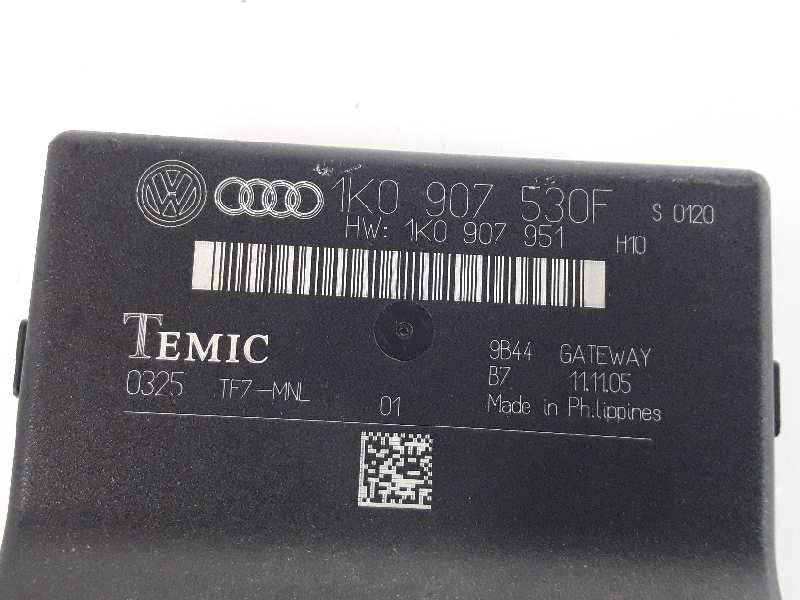 1K0 907 530F S 0120
HW: 1K0 907 951 H10
TEMIC
9B44 GATEWAY
B7 11.11.05
0325 TF7-MNL 01
Made in Philippines